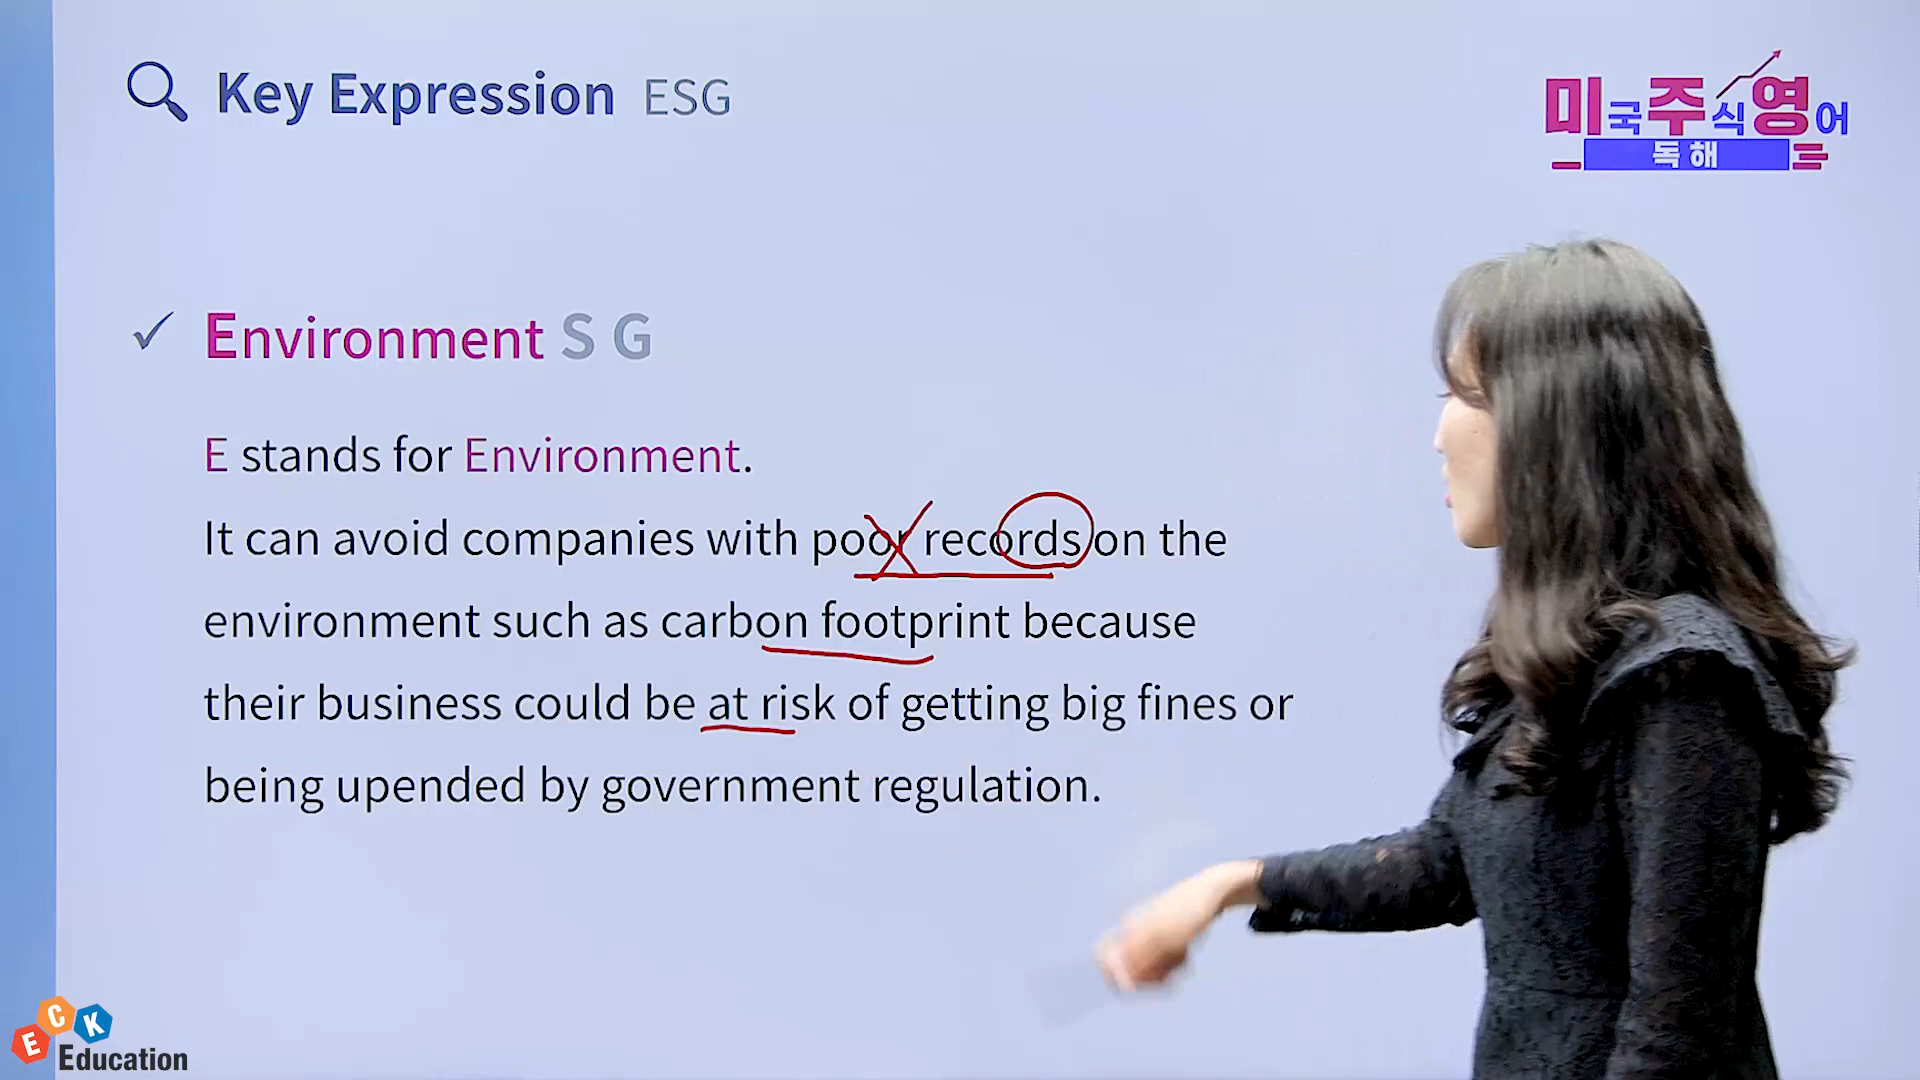 Key Expression ESG
미국주식영어
독해
Environment S G
E stands for Environment.
It can avoid companies with poor records on the
environment such as carbon footprint because
their business could be at risk of getting big fines or
being upended by government regulation.
ECK
Education